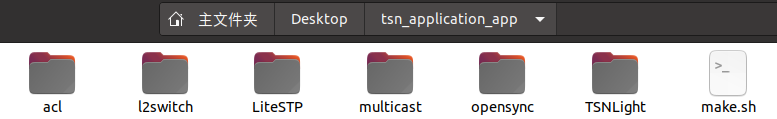 主文件夹 Desktop tsn_application_app
>_
acl l2switch LiteSTP multicast opensync TSNLight make.sh